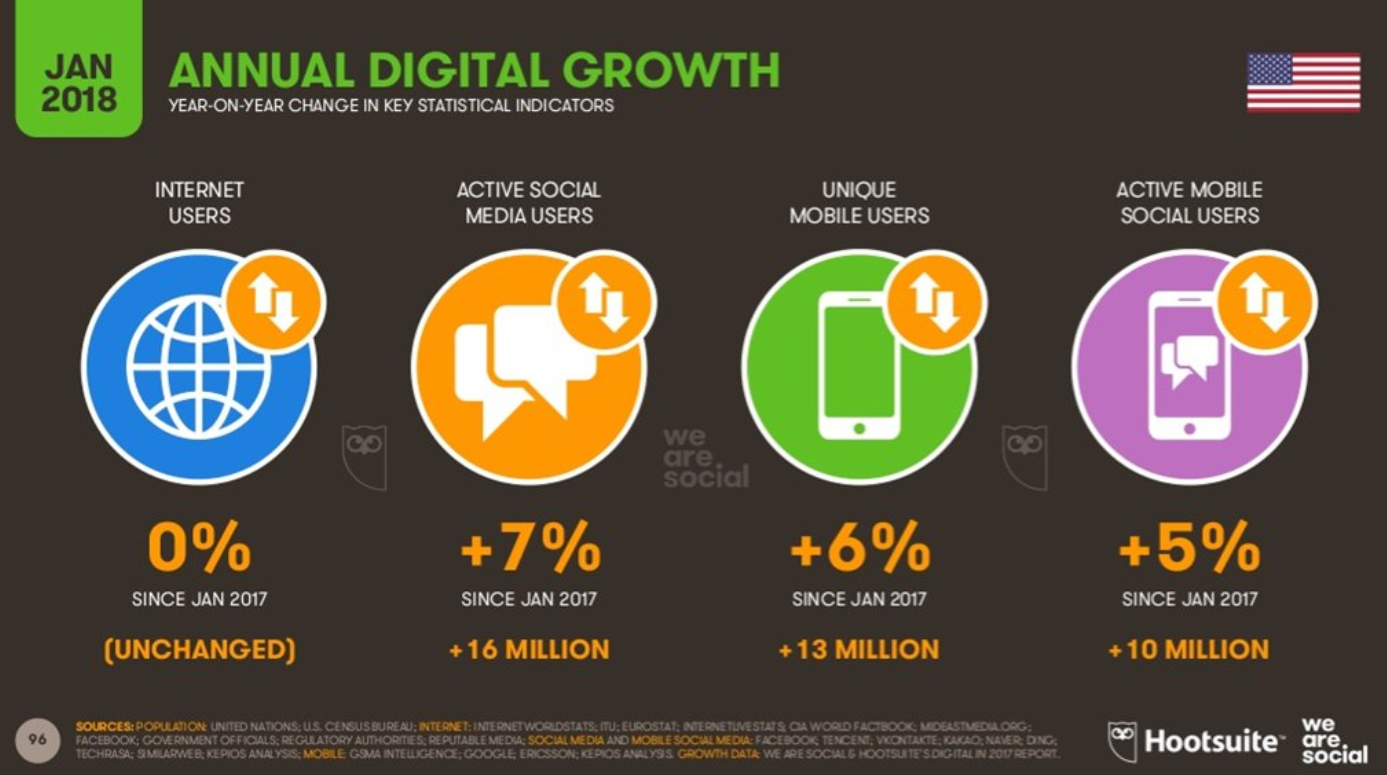 JAN
2018
ANNUAL DIGITAL GROWTH
YEAR-ON-YEAR CHANGE IN KEY STATISTICAL INDICATORS
INTERNET
USERS
ACTIVE SOCIAL
MEDIA USERS
UNIQUE
MOBILE USERS
ACTIVE MOBILE
SOCIAL USERS
we
are
social
0%
+7%
+6%
+5%
SINCE JAN 2017
SINCE JAN 2017
SINCE JAN 2017
SINCE JAN 2017
(UNCHANGED)
+16 MILLION
+13 MILLION
+10 MILLION
96
SOURCES: POPULATION: UNITED NATIONS; U.S. CENSUS BUREAU; INTERNET: INTERNETWORLDSTATS; ITU; EUROSTAT; INTERNETLIVESTATS; CIA WORLD FACTBOOK; MIDEASTMEDIA.ORG;
FACEBOOK; GOVERNMENT OFFICIALS; REGULATORY AUTHORITIES; REPUTABLE MEDIA; SOCIAL MEDIA AND MOBILE SOCIAL MEDIA: FACEBOOK; TENCENT; VKONTAKTE; KAKAO; NAVER; DING;
TECHRASA; SIMILARWEB; KEPIOS ANALYSIS; MOBILE: GSMA INTELLIGENCE; GOOGLE; ERICSSON; KEPIOS ANALYSIS. GROWTH DATA: WE ARE SOCIAL & HOOTSUITE'S DIGITAL IN 2017 REPORT.
Hootsuite™
we
are
social